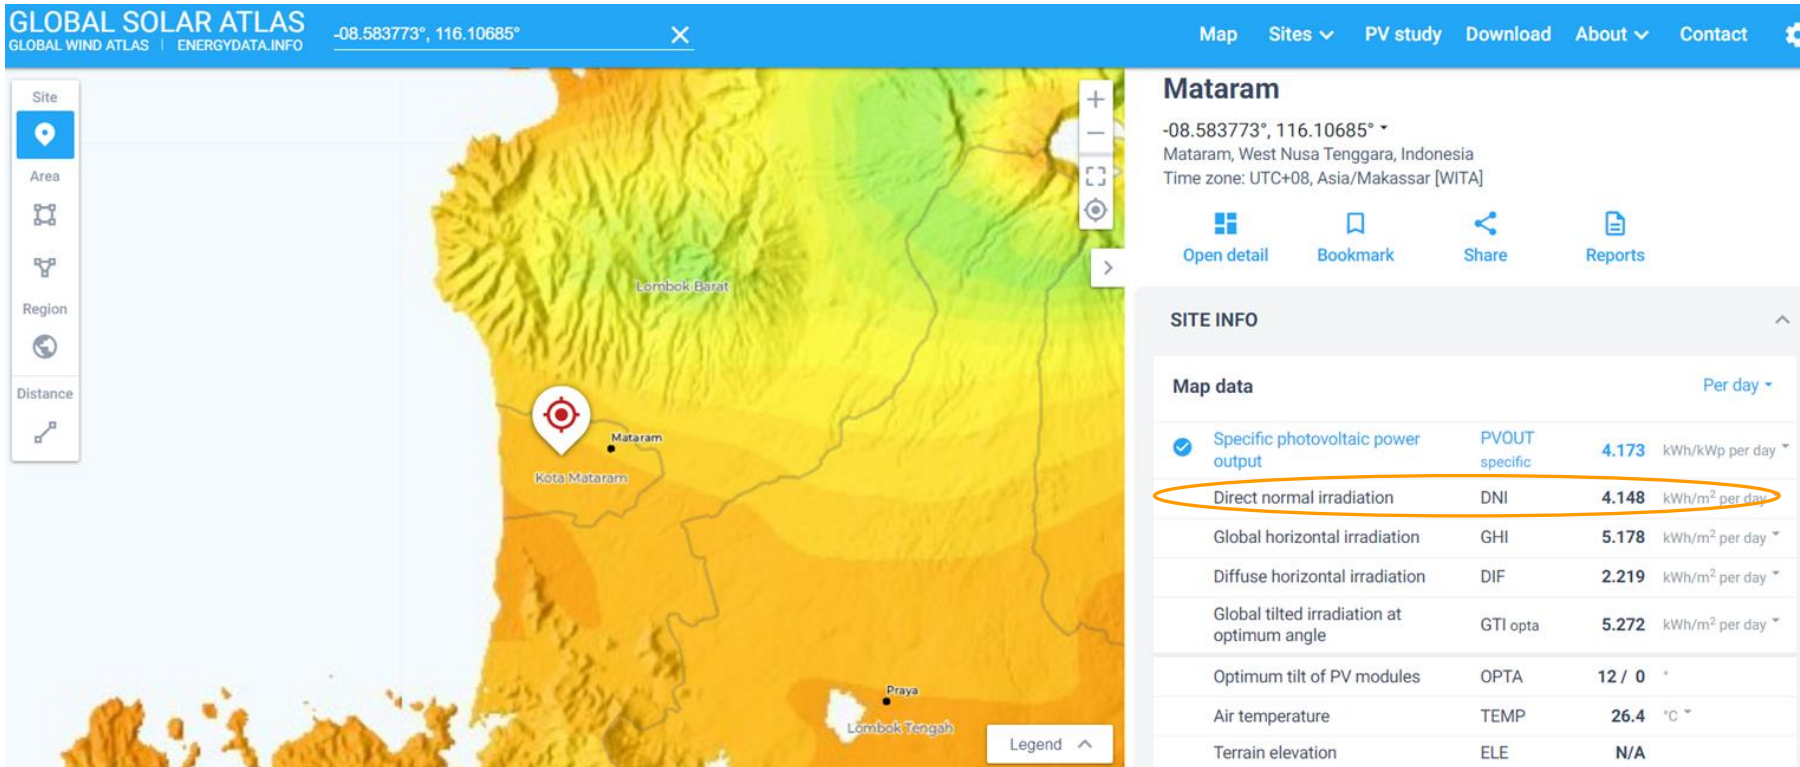 GLOBAL SOLAR ATLAS
GLOBAL WIND ATLAS | ENERGYDATA.INFO
-08.583773°, 116.10685°
Map Sites PV study Download About Contact
Site
Area
Region
Distance
Lombok Barat
Mataram
Kota Mataram
Praya
Lombok Tengah
Legend
Mataram
-08.583773°, 116.10685°
Mataram, West Nusa Tenggara, Indonesia
Time zone: UTC+08, Asia/Makassar [WITA]
Open detail Bookmark Share Reports
SITE INFO
Map data Per day
Specific photovoltaic power output PVOUT specific 4.173 kWh/kWp per day
Direct normal irradiation DNI 4.148 kWh/m² per day
Global horizontal irradiation GHI 5.178 kWh/m² per day
Diffuse horizontal irradiation DIF 2.219 kWh/m² per day
Global tilted irradiation at optimum angle GTI opta 5.272 kWh/m² per day
Optimum tilt of PV modules OPTA 12 / 0 °
Air temperature TEMP 26.4 °C
Terrain elevation ELE N/A